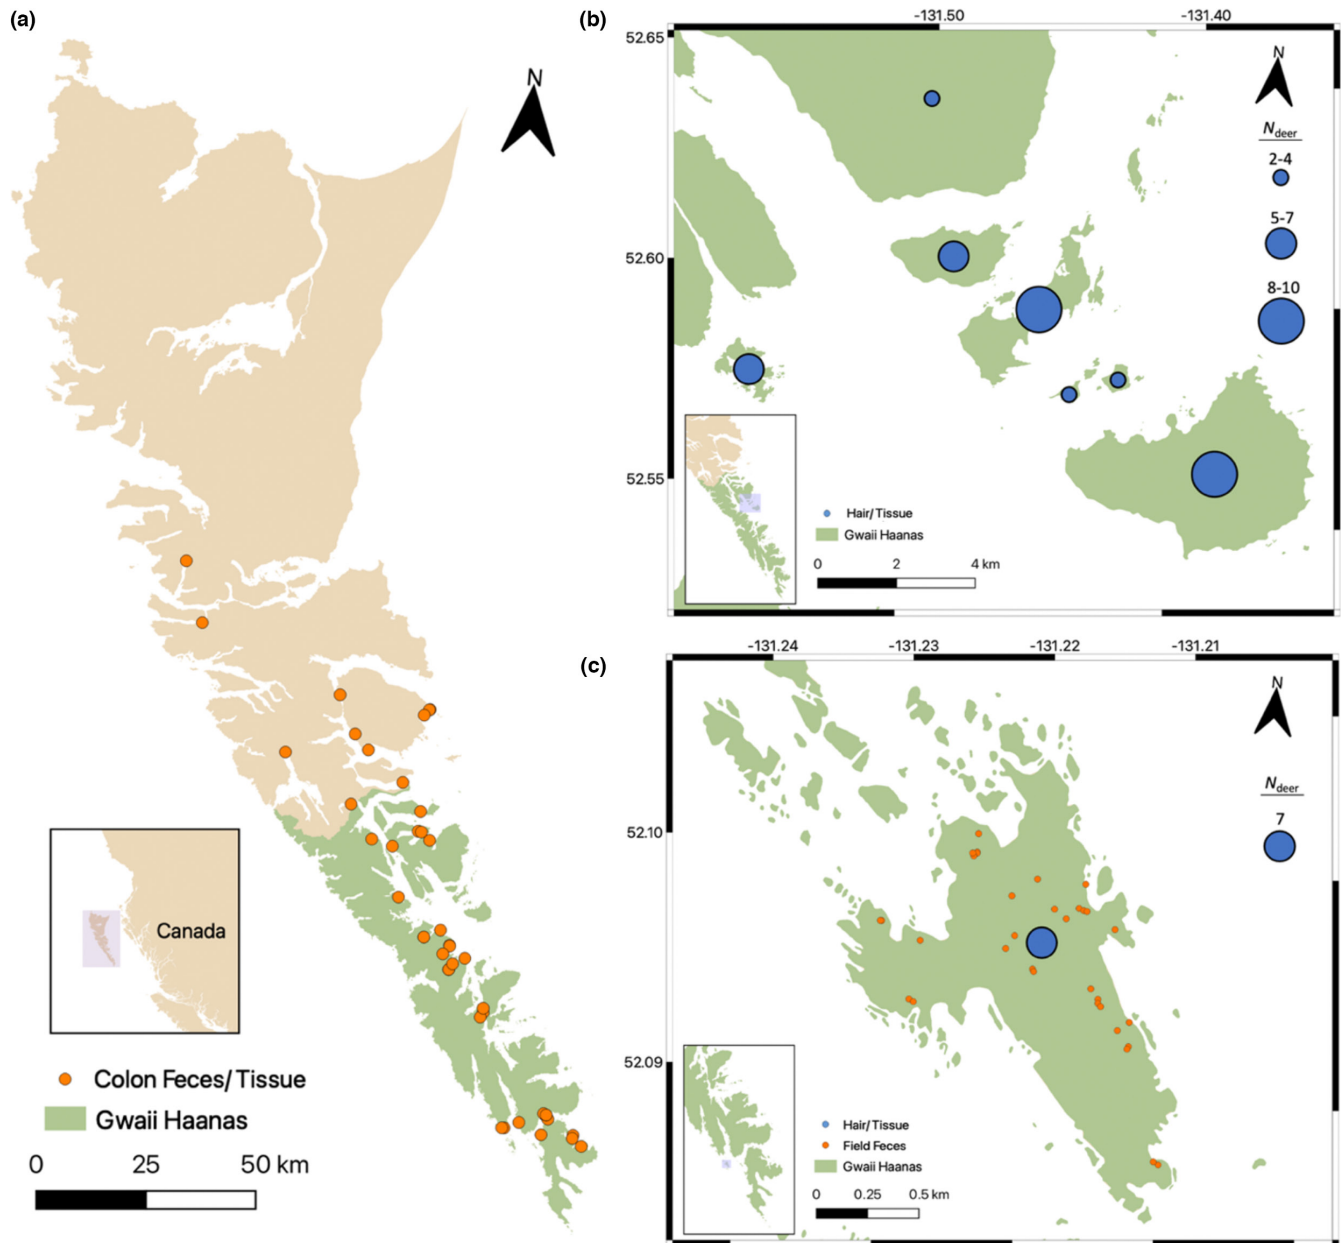 (a)
N
Canada
Colon Feces/Tissue
Gwaii Haanas
0 25 50 km
(b)
-131.50 -131.40
52.65
52.60
52.55
N
Ndeer
2-4
5-7
8-10
Hair/Tissue
Gwaii Haanas
0 2 4 km
(c)
-131.24 -131.23 -131.22 -131.21
52.10
52.09
N
Ndeer
7
Hair/Tissue
Field Feces
Gwaii Haanas
0 0.25 0.5 km